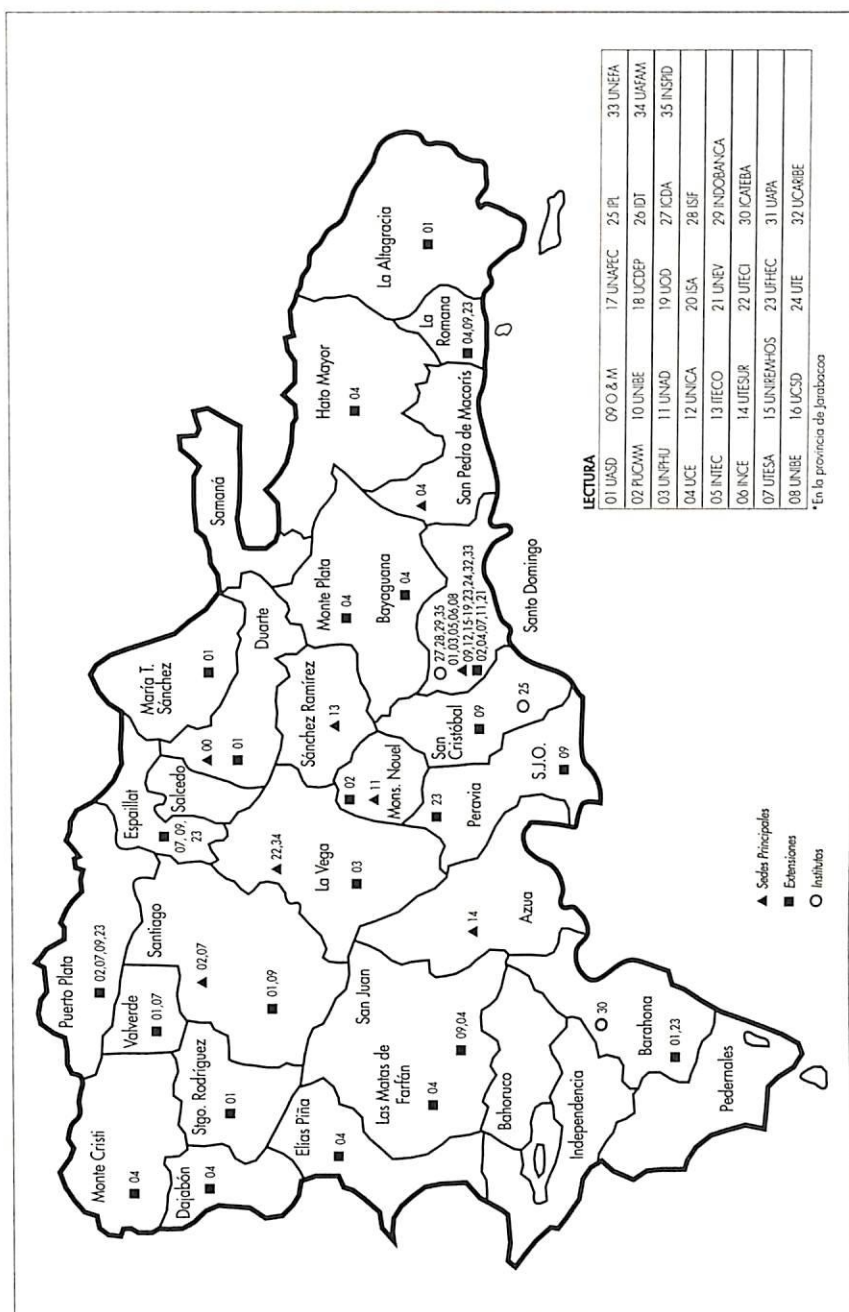 Monte Cristi
■ 04
Dajabón
■ 04
Puerto Plata
■ 02,07,09,23
Valverde
■ 01,07
Stgo. Rodríguez
■ 01
Santiago
▲ 02,07
■ 01,09
Elías Piña
■ 04
San Juan
Las Matas de
Farfán
■ 04
■ 09,04
Bahoruco
Independencia
○ 30
Barahona
■ 01,23
Pedernales
Espaillat
■
07, 09,
23
Salcedo
María T.
Sánchez
■ 01
▲ 00
■ 01
Duarte
Samaná
La Vega
▲ 22,34
■ 03
Sánchez Ramírez
▲ 13
■ 02
▲ 11
Mons. Nouel
■ 23
Peravia
Azua
▲ 14
San
Cristóbal
■ 09
○ 25
S.J.O.
■ 09
Monte Plata
■ 04
Bayaguana
■ 04
○ 27,28,29,35
01,03,05,06,08
▲ 09,12,15-19,23,24,32,33
■ 02,04,07,11,21
Santo Domingo
Hato Mayor
■ 04
▲ 04
San Pedro de Macorís
La
Romana
■ 04,09,23
La Altagracia
■ 01
▲ Sedes Principales
■ Extensiones
○ Institutos
LECTURA
01 UASD 09 O & M 17 UNAPEC 25 IPL 33 UNEFA
02 PUCMM 10 UNIBE 18 UCDEP 26 IDT 34 UAFAM
03 UNPHU 11 UNAD 19 UOD 27 ICDA 35 INSPID
04 UCE 12 UNICA 20 ISA 28 ISIF
05 INTEC 13 ITECO 21 UNEV 29 INDOBANCA
06 INCE 14 UTESUR 22 UTECI 30 ICATEBA
07 UTESA 15 UNIREMHOS 23 UFHEC 31 UAPA
08 UNIBE 16 UCSD 24 UTE 32 UCARIBE
*En la provincia de Jarabacoa